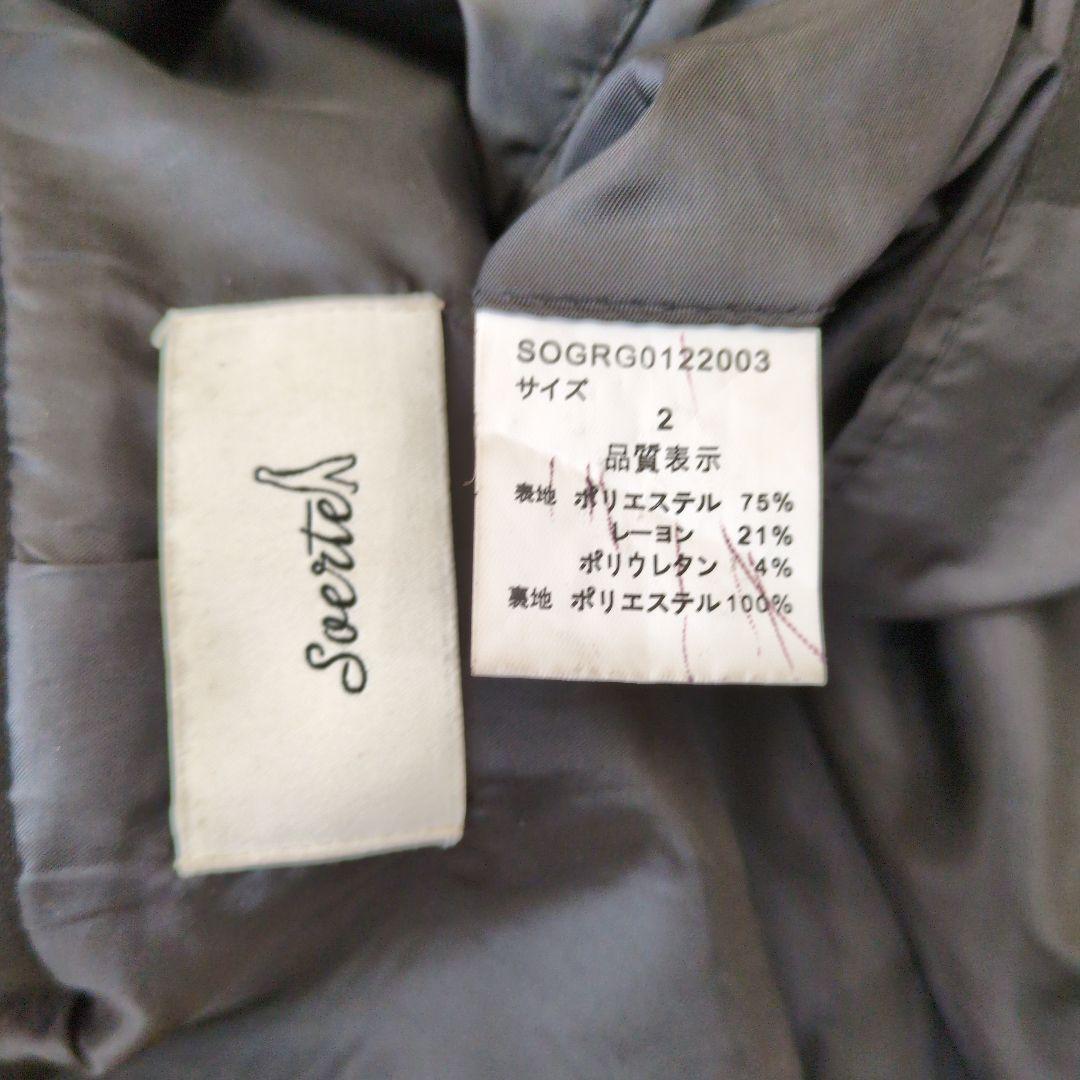 Soerte
SOGRG0122003
サイズ
2
品質表示
表地 ポリエステル 75%
レーヨン 21%
ポリウレタン 4%
裏地 ポリエステル 100%